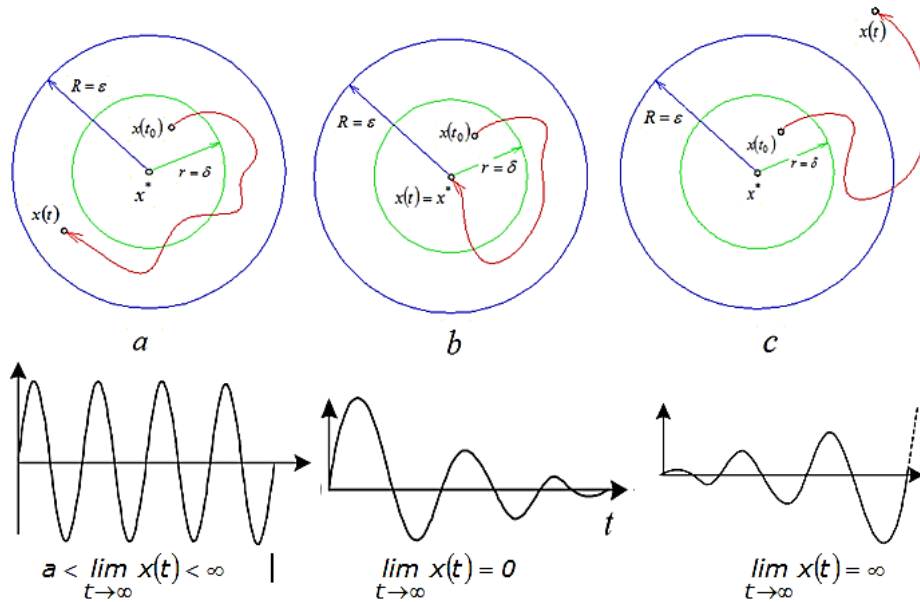 R = ε
x(t₀)
r = δ
x*
x(t)
a
R = ε
x(t₀)
r = δ
x(t) = x*
b
x(t)
R = ε
x(t₀)
r = δ
x*
c
t
a < lim x(t) < ∞
t→∞
lim x(t) = 0
t→∞
lim x(t) = ∞
t→∞